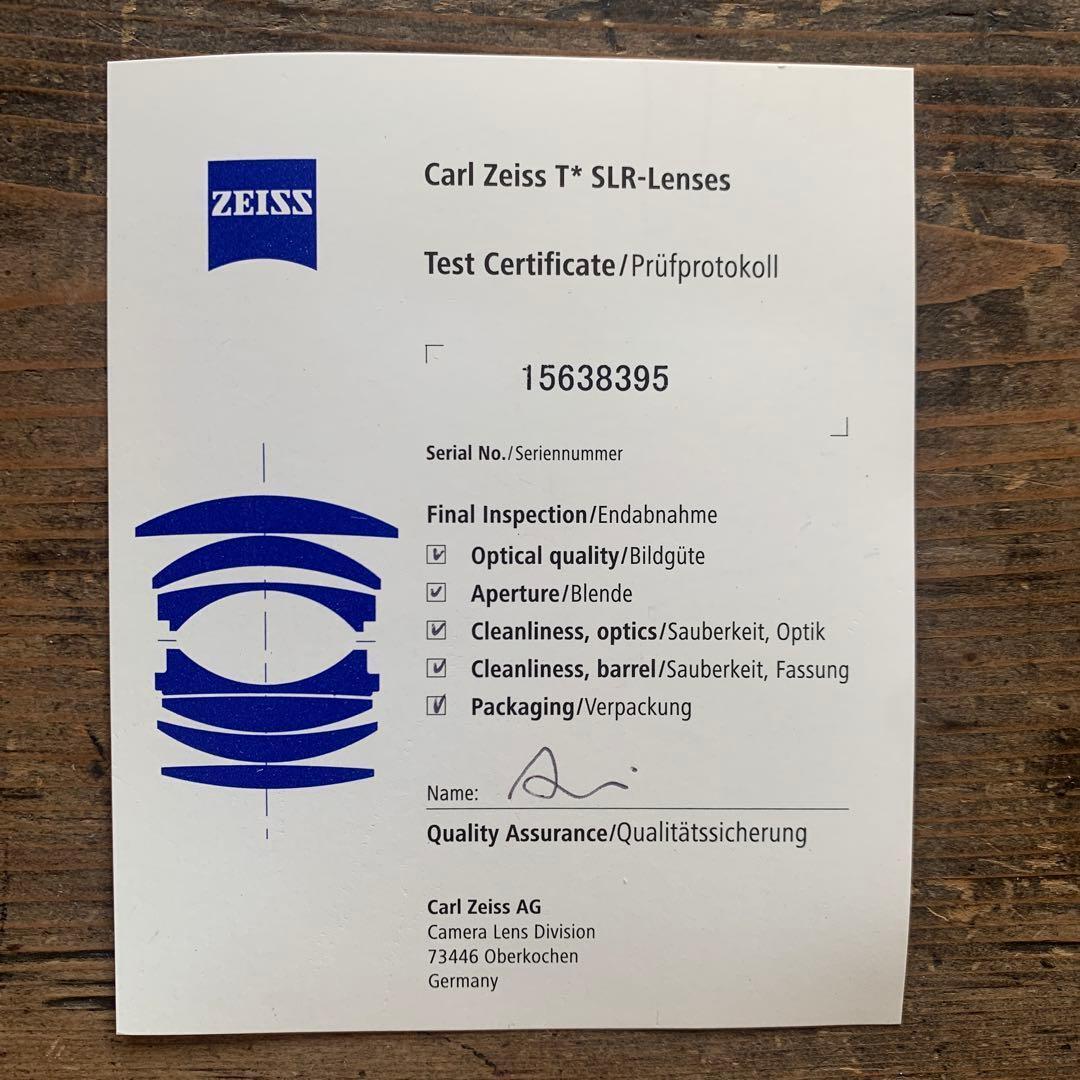 ZEISS
Carl Zeiss T* SLR-Lenses
Test Certificate/Prüfprotokoll
15638395
Serial No./Seriennummer
Final Inspection/Endabnahme
Optical quality/Bildgüte
Aperture/Blende
Cleanliness, optics/Sauberkeit, Optik
Cleanliness, barrel/Sauberkeit, Fassung
Packaging/Verpackung
Name:
Quality Assurance/Qualitätssicherung
Carl Zeiss AG
Camera Lens Division
73446 Oberkochen
Germany